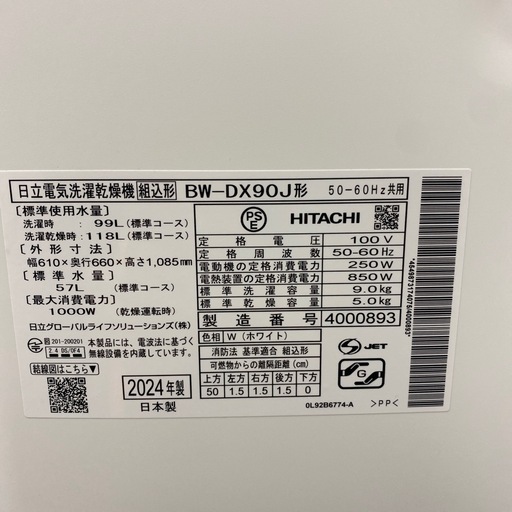 日立電気洗濯乾燥機 組込形 BW-DX90J形 50-60Hz共用
[標準使用水量]
洗濯時 : 99L(標準コース)
洗濯乾燥時 : 118L(標準コース)
[外形寸法]
幅610×奥行660×高さ1,085mm
[標準水量]
57L(標準コース)
[最大消費電力]
1000W (乾燥運転時)
日立グローバルライフソリューションズ(株)
PSE HITACHI
定格電圧 100V
定格周波数 50-60Hz
電動機の定格消費電力 250W
電熱装置の定格消費電力 850W
標準洗濯容量 9.0kg
標準乾燥容量 5.0kg
製造番号 4000893
201-200201
2.4 DS/OF4
本製品には、電波法に基づく
無線設備を内蔵しています。
結線図はこちら▼
2024年製
日本製
色相 W(ホワイト)
消防法 基準適合 組込形
可燃物からの離隔距離(cm)
上方 左方 右方 前方 後方 下方
50 1.5 1.5 1.5 1.5 0
JET
G
0L92B6774-A >PP<